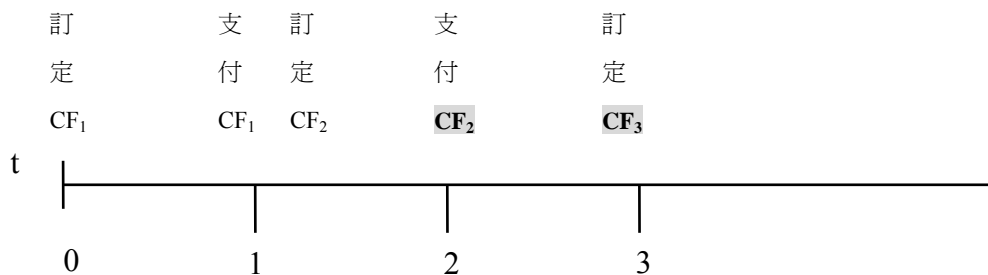 訂 支 訂 支 訂
定 付 定 付 定
CF₁ CF₁ CF₂ CF₂ CF₃
t
0 1 2 3